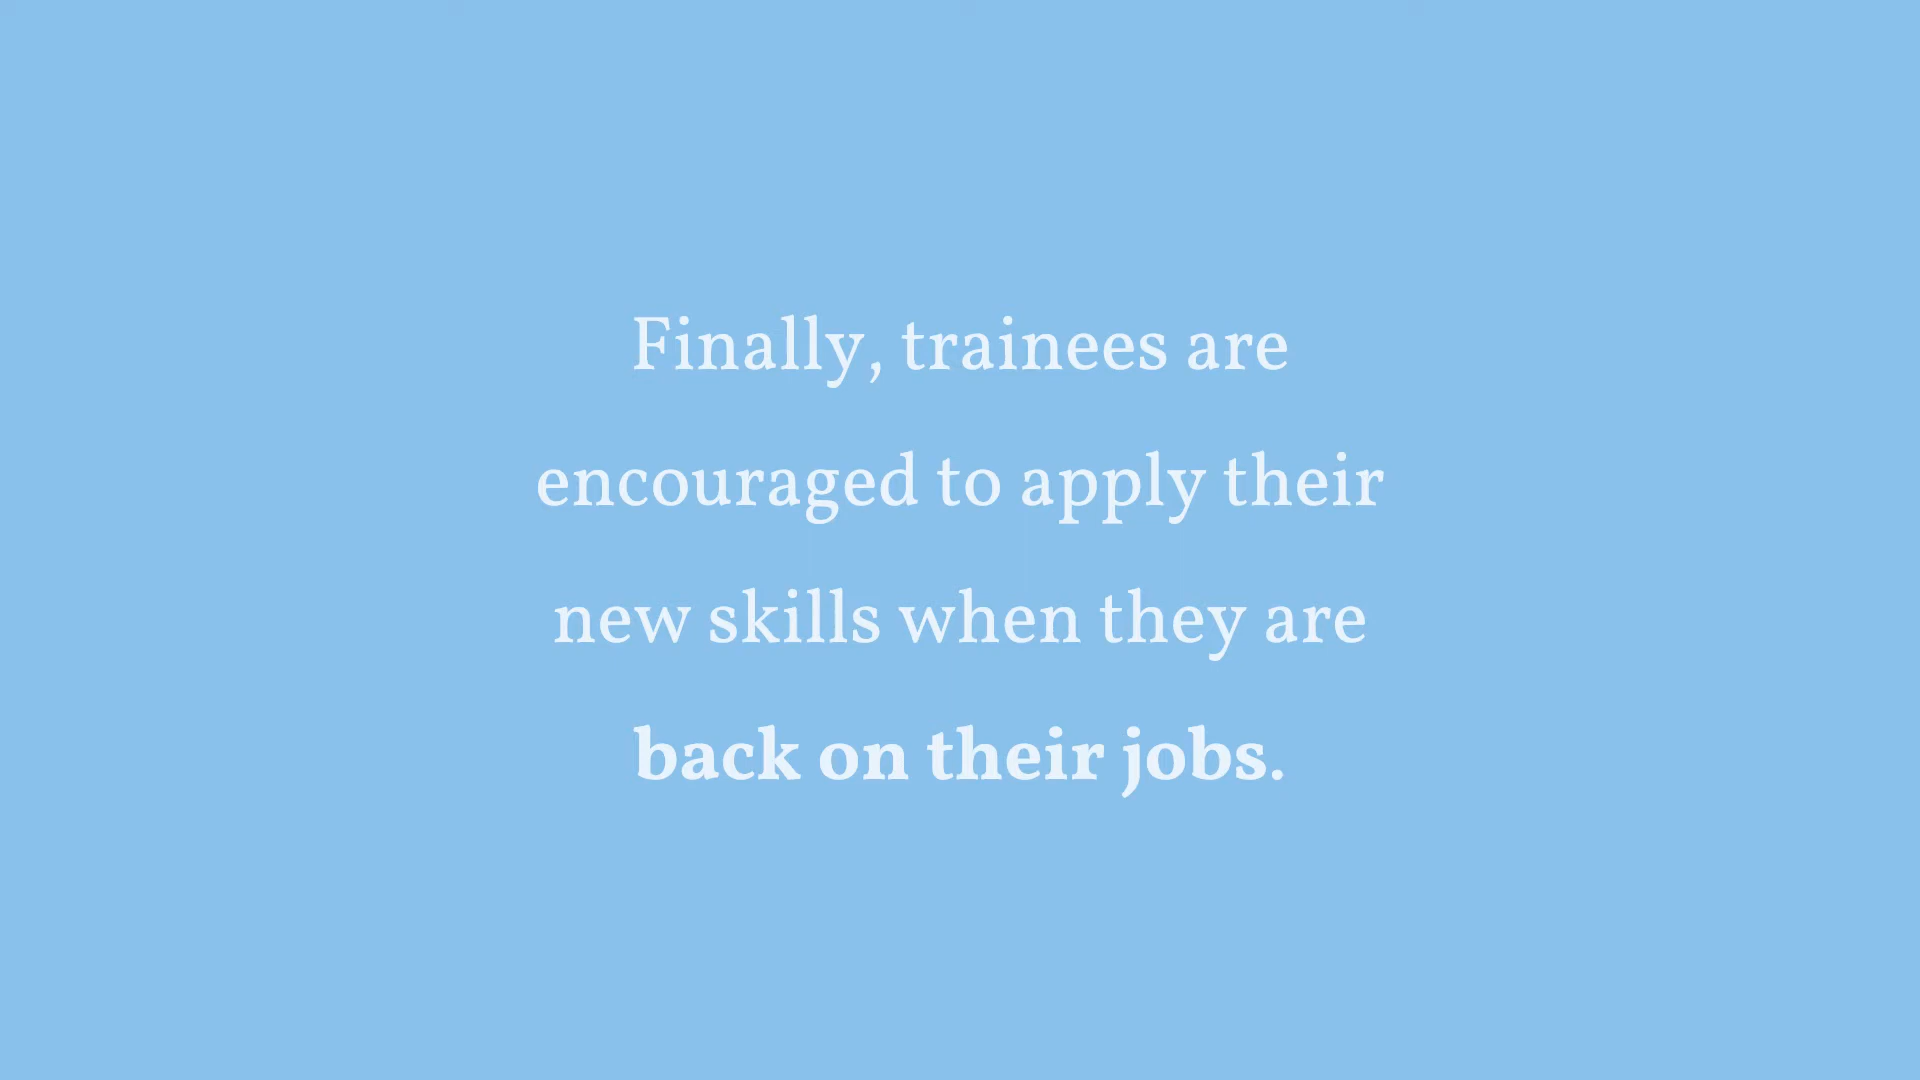 Finally, trainees are
encouraged to apply their
new skills when they are
back on their jobs.